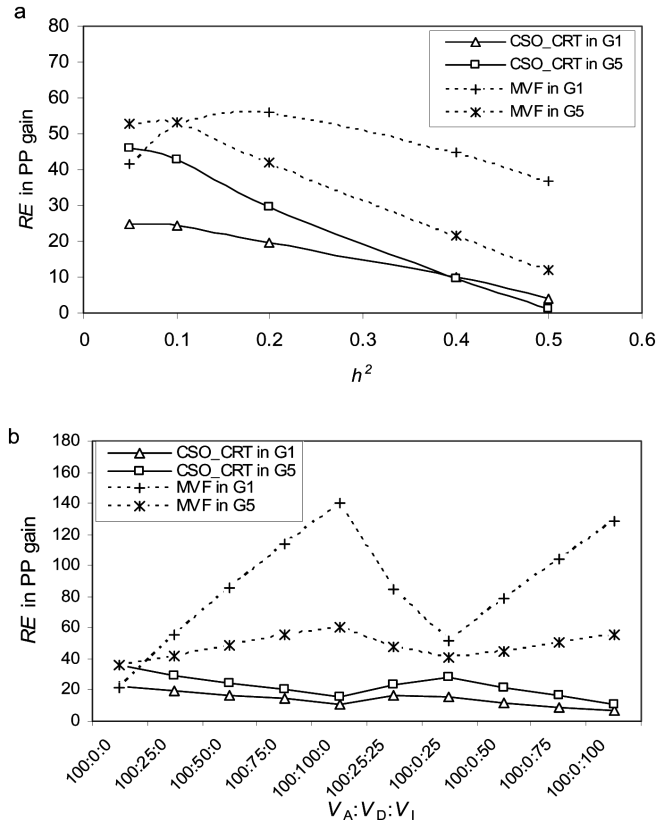 a
80
70
60
50
40
30
20
10
0
RE in PP gain
CSO_CRT in G1
CSO_CRT in G5
MVF in G1
MVF in G5
0 0.1 0.2 0.3 0.4 0.5 0.6
h²
b
180
160
140
120
100
80
60
40
20
0
RE in PP gain
CSO_CRT in G1
CSO_CRT in G5
MVF in G1
MVF in G5
100:0:0 100:25:0 100:50:0 100:75:0 100:100:0 100:25:25 100:0:25 100:0:50 100:0:75 100:0:100
V_A:V_D:V_I